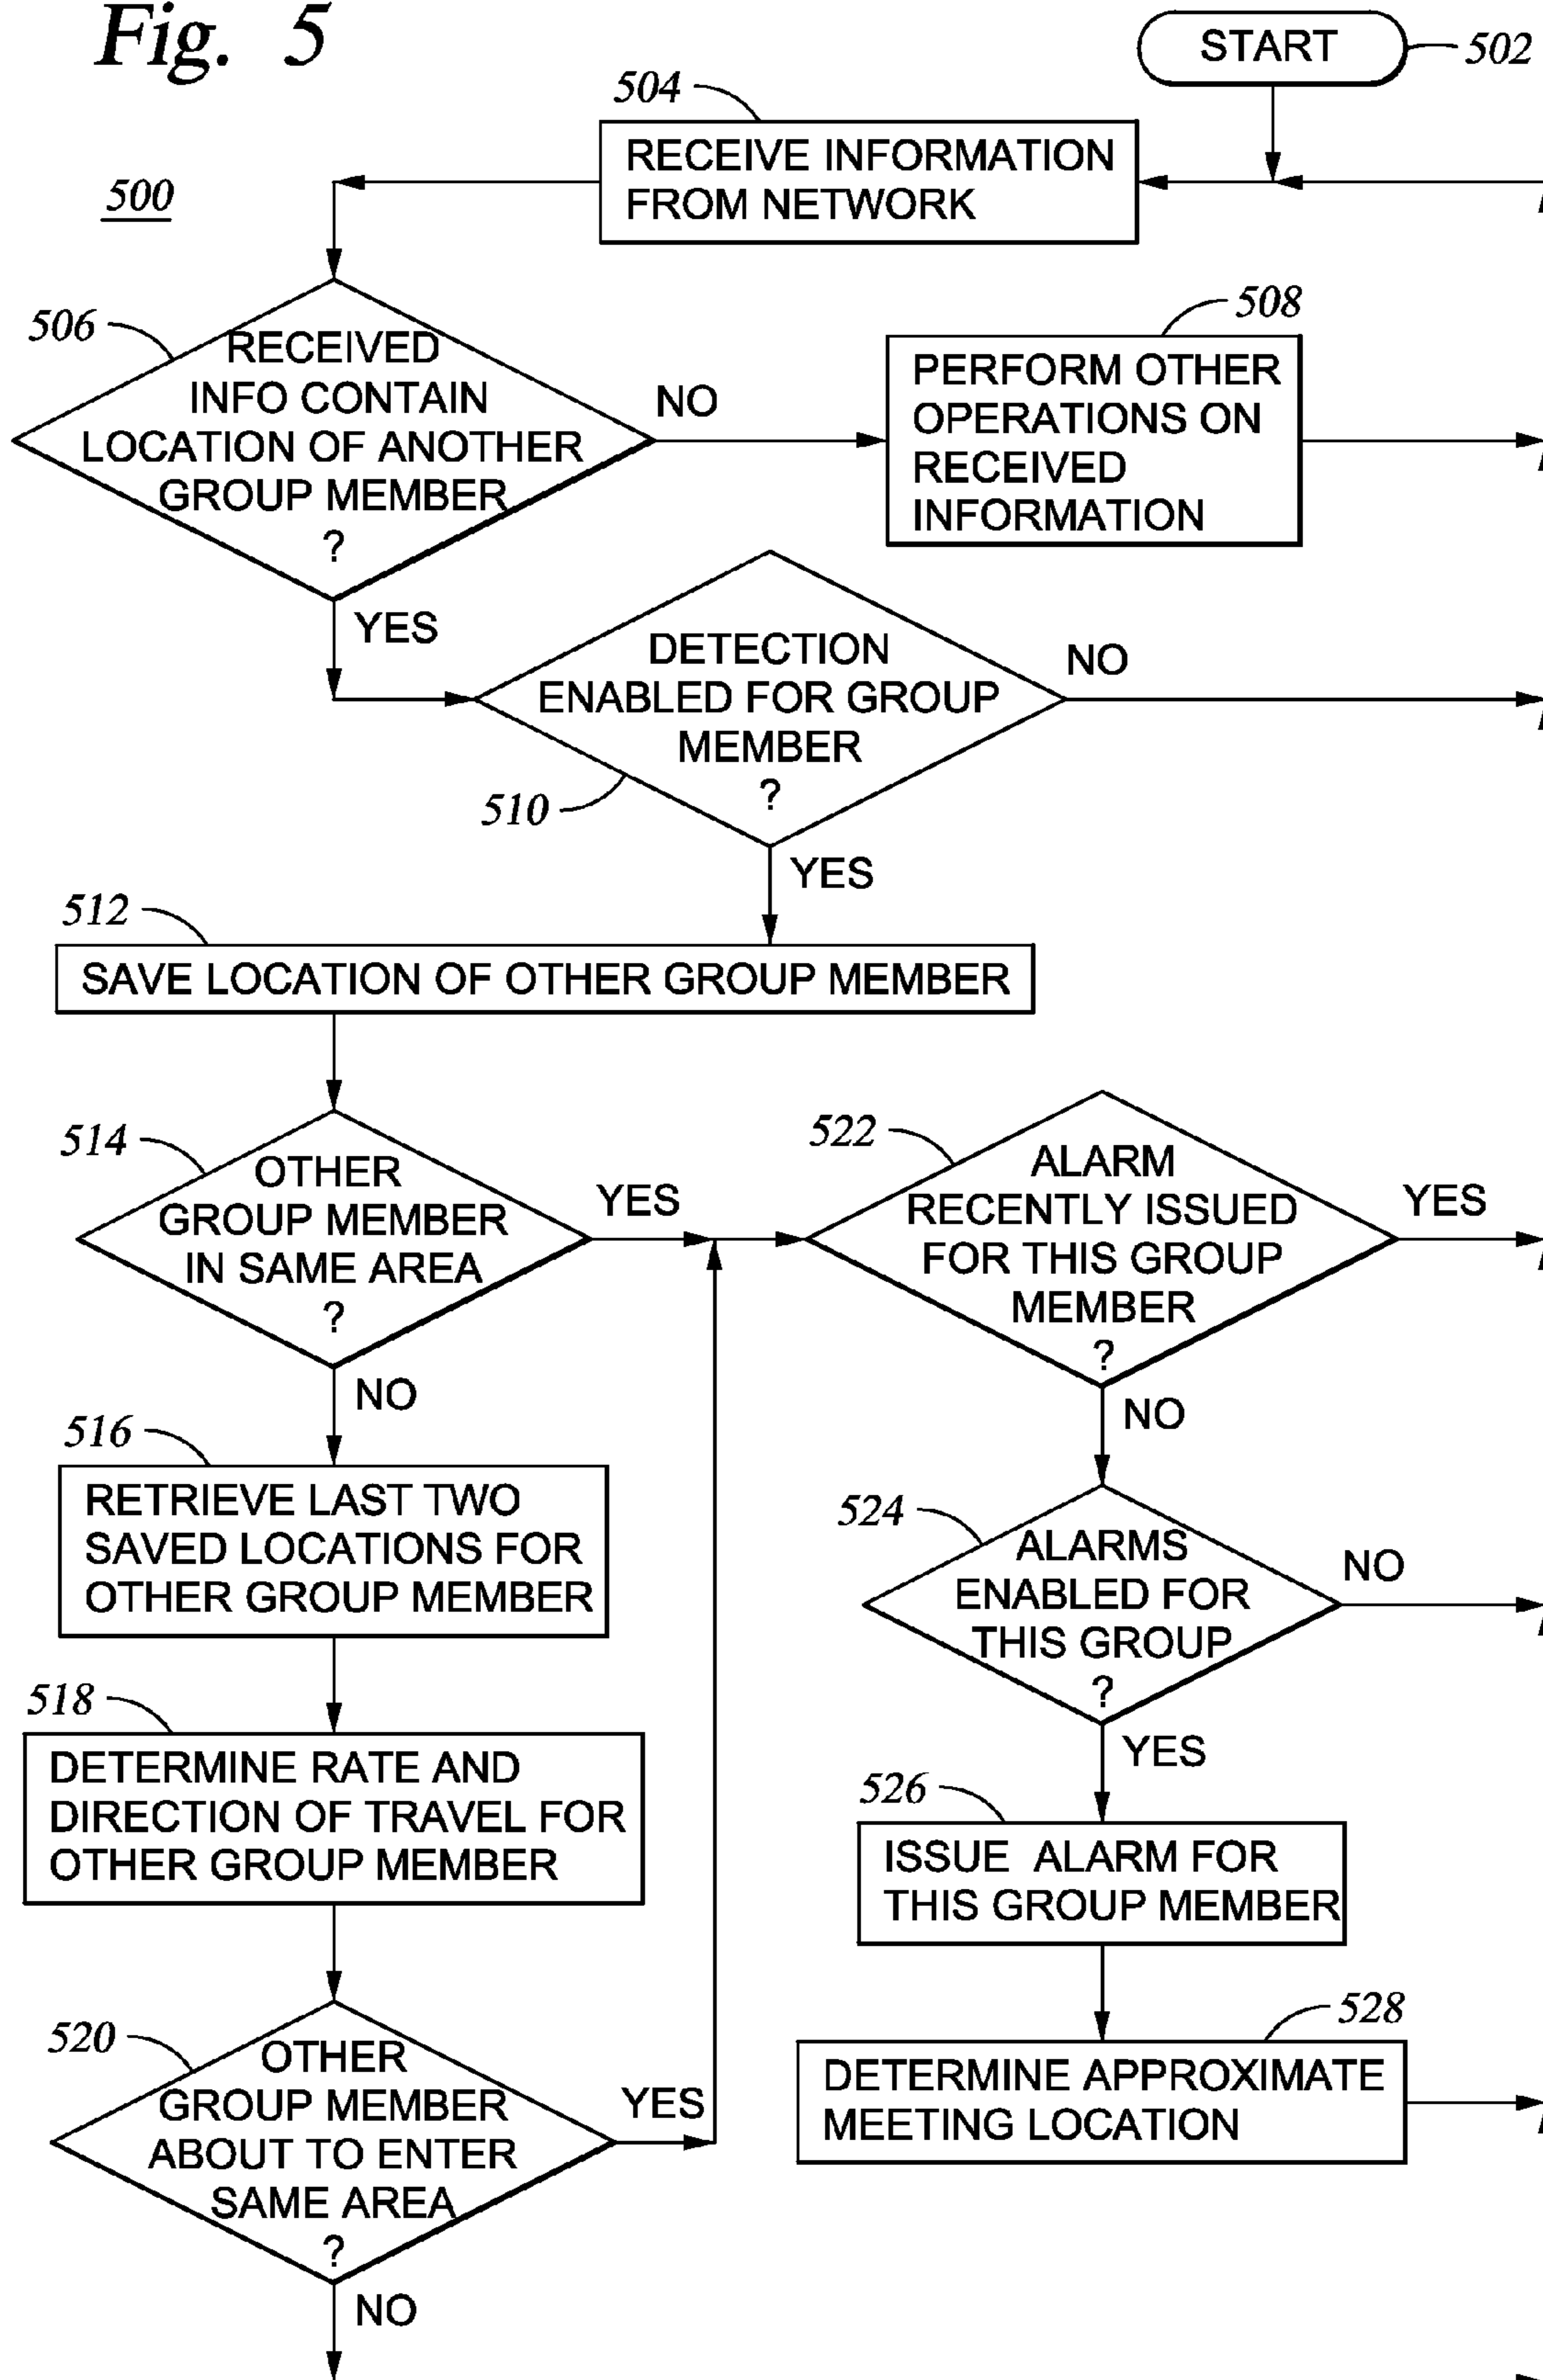 Fig. 5
START
502
504
RECEIVE INFORMATION
FROM NETWORK
500
506
RECEIVED
INFO CONTAIN
LOCATION OF ANOTHER
GROUP MEMBER
?
NO
508
PERFORM OTHER
OPERATIONS ON
RECEIVED
INFORMATION
YES
DETECTION
ENABLED FOR GROUP
MEMBER
?
NO
510
YES
512
SAVE LOCATION OF OTHER GROUP MEMBER
514
OTHER
GROUP MEMBER
IN SAME AREA
?
YES
522
ALARM
RECENTLY ISSUED
FOR THIS GROUP
MEMBER
?
YES
NO
NO
516
RETRIEVE LAST TWO
SAVED LOCATIONS FOR
OTHER GROUP MEMBER
524
ALARMS
ENABLED FOR
THIS GROUP
?
NO
YES
518
DETERMINE RATE AND
DIRECTION OF TRAVEL FOR
OTHER GROUP MEMBER
526
ISSUE ALARM FOR
THIS GROUP MEMBER
520
OTHER
GROUP MEMBER
ABOUT TO ENTER
SAME AREA
?
YES
528
DETERMINE APPROXIMATE
MEETING LOCATION
NO